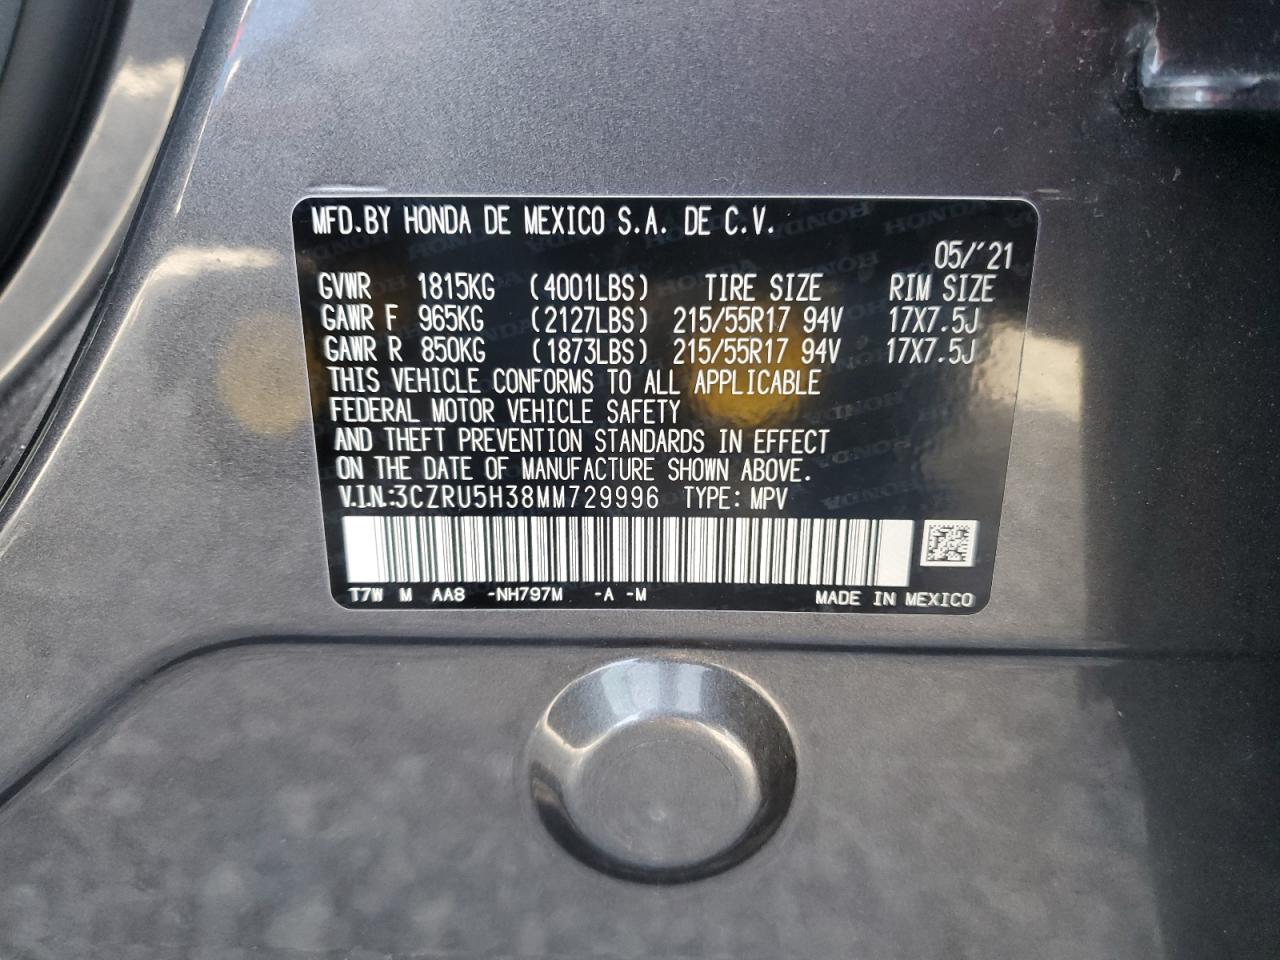 MFD.BY HONDA DE MEXICO S.A. DE C.V.
05/'21
GVWR 1815KG (4001LBS) TIRE SIZE RIM SIZE
GAWR F 965KG (2127LBS) 215/55R17 94V 17X7.5J
GAWR R 850KG (1873LBS) 215/55R17 94V 17X7.5J
THIS VEHICLE CONFORMS TO ALL APPLICABLE
FEDERAL MOTOR VEHICLE SAFETY
AND THEFT PREVENTION STANDARDS IN EFFECT
ON THE DATE OF MANUFACTURE SHOWN ABOVE.
V.I.N.:3CZRU5H38MM729996 TYPE: MPV
T7W M AA8 -NH797M -A -M MADE IN MEXICO